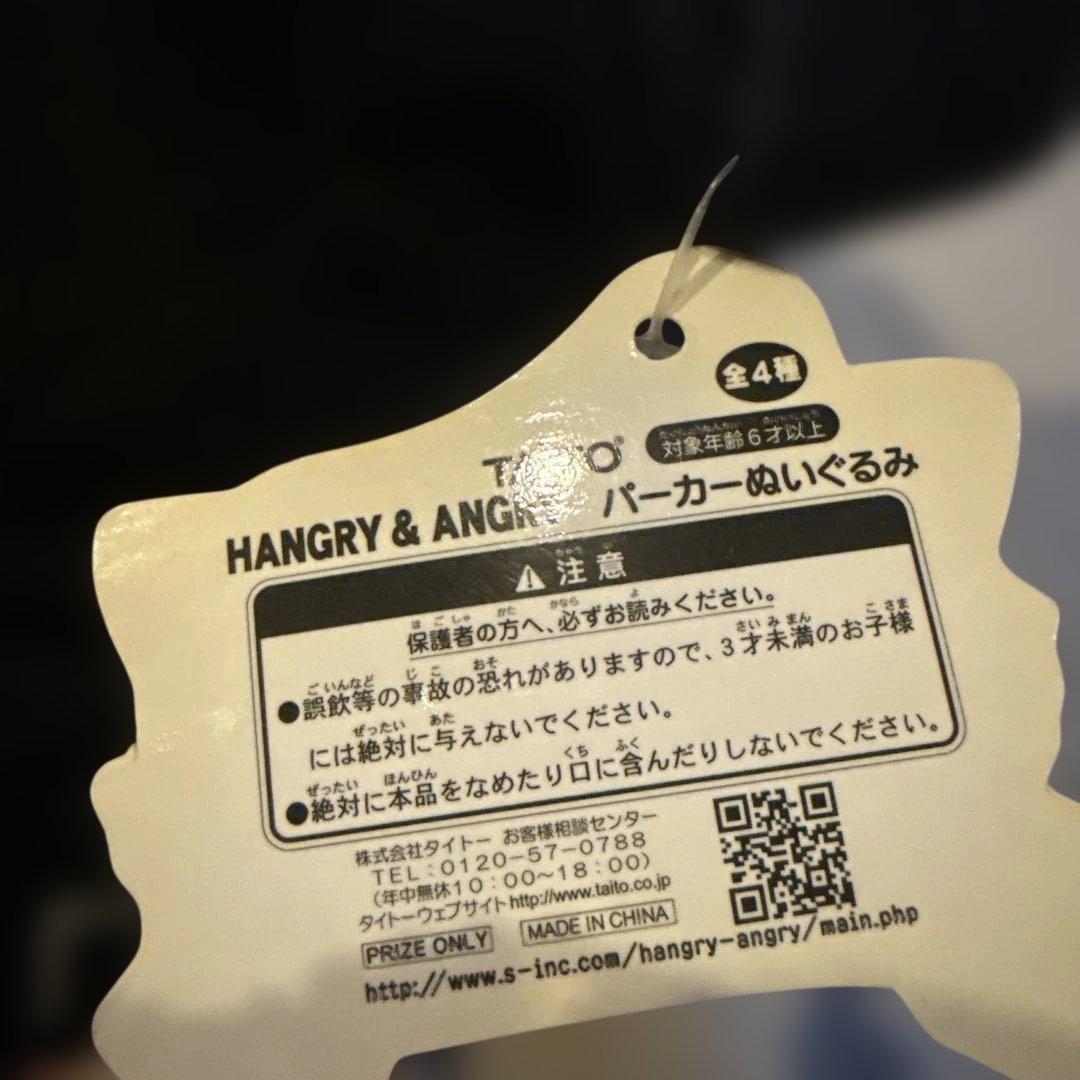 全4種
対象年齢6才以上
TAITO
HANGRY & ANGRY パーカーぬいぐるみ
⚠ 注意
保護者の方へ、必ずお読みください。
●誤飲等の事故の恐れがありますので、3才未満のお子様
には絶対に与えないでください。
●絶対に本品をなめたり口に含んだりしないでください。
株式会社タイトー お客様相談センター
TEL:0120-57-0788
(年中無休10:00~18:00)
タイトーウェブサイト http://www.taito.co.jp
PRIZE ONLY MADE IN CHINA
http://www.s-inc.com/hangry-angry/main.php